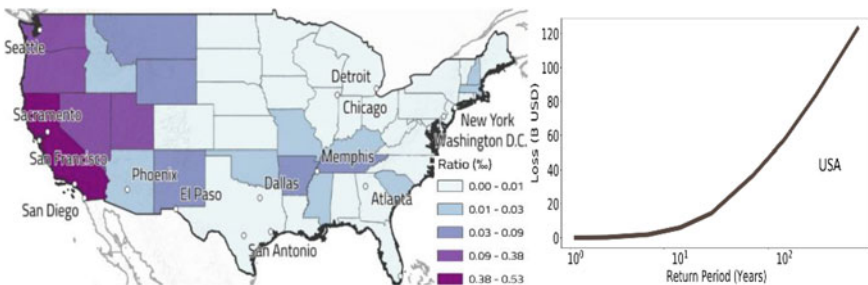 Seattle
Sacramento
San Francisco
San Diego
Phoenix
El Paso
Dallas
San Antonio
Memphis
Atlanta
Detroit
Chicago
New York
Washington D.C.
Ratio (‰)
0.00 - 0.01
0.01 - 0.03
0.03 - 0.09
0.09 - 0.38
0.38 - 0.53
Loss (B USD)
120
100
80
60
40
20
0
USA
10⁰
10¹
10²
Return Period (Years)